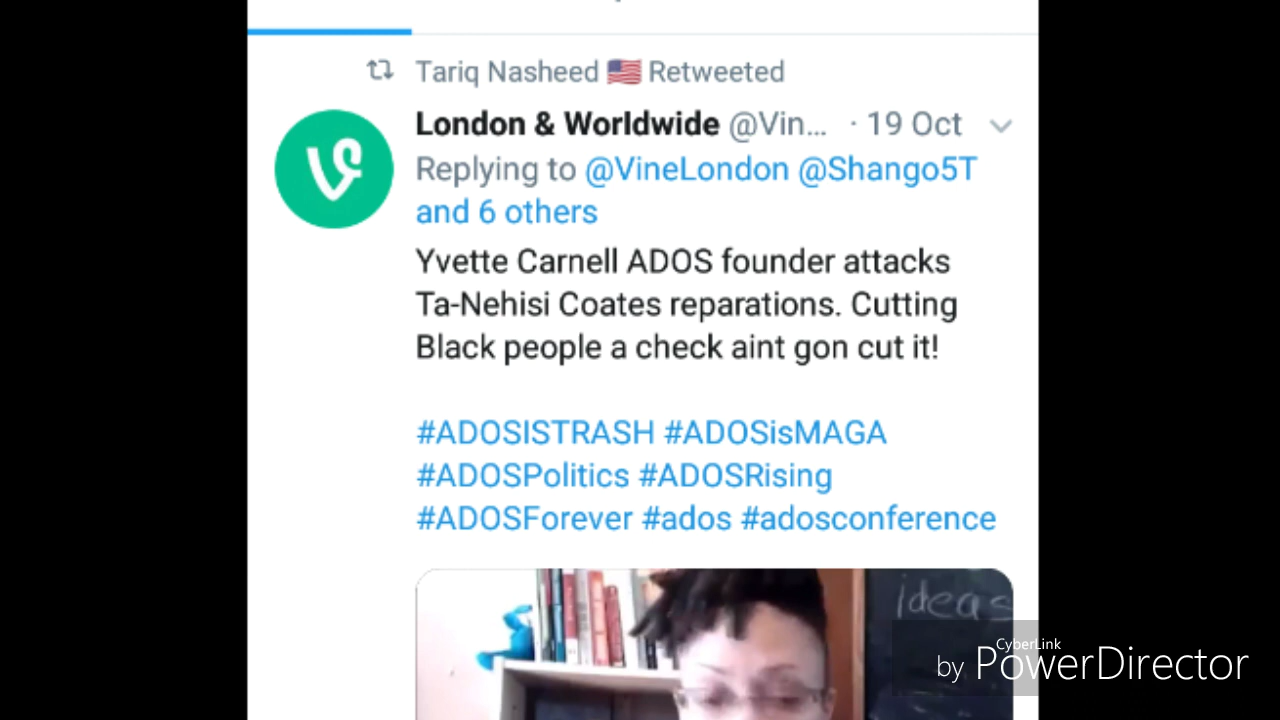 Tariq Nasheed 🇺🇸 Retweeted
London & Worldwide @Vin... · 19 Oct
Replying to @VineLondon @Shango5T
and 6 others
Yvette Carnell ADOS founder attacks
Ta-Nehisi Coates reparations. Cutting
Black people a check aint gon cut it!
#ADOSISTRASH #ADOSisMAGA
#ADOSPolitics #ADOSRising
#ADOSForever #ados #adosconference
ideas
CyberLink
by PowerDirector